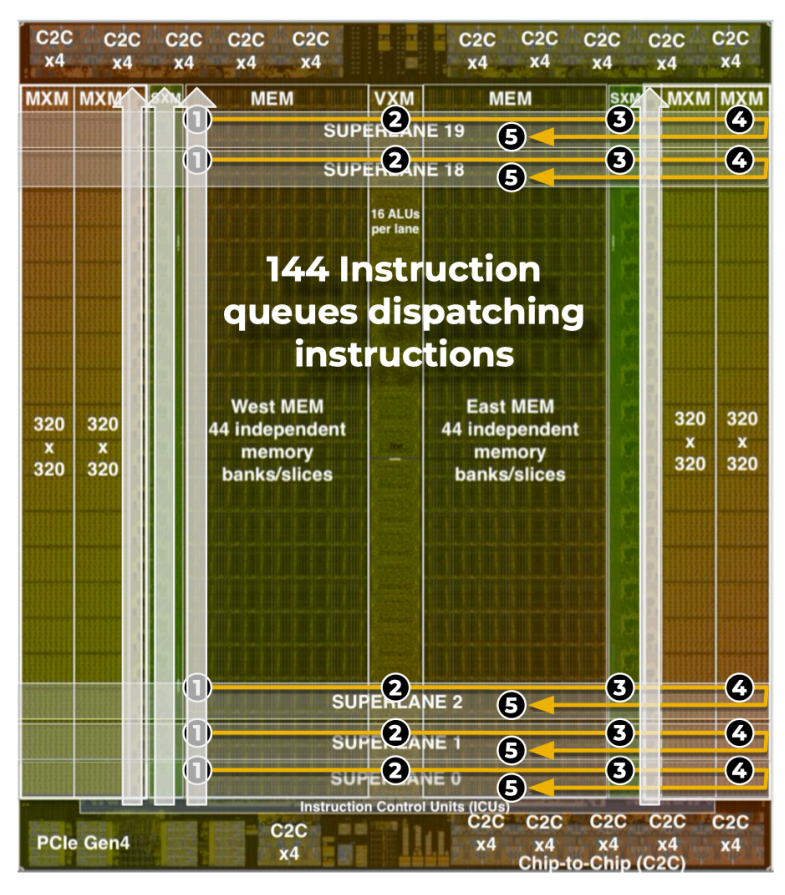 C2C C2C C2C C2C C2C C2C C2C C2C C2C C2C
x4 x4 x4 x4 x4 x4 x4 x4 x4 x4
MXM MXM SXM MEM VXM MEM SXM MXM MXM
1 2 3 4
SUPERLANE 19
5
1 2 3 4
SUPERLANE 18
5
16 ALUs
per lane
144 Instruction
queues dispatching
instructions
West MEM
44 independent
memory
banks/slices
East MEM
44 independent
memory
banks/slices
320
x
320
320
x
320
320
x
320
320
x
320
1 2 3 4
SUPERLANE 2
5
1 2 3 4
SUPERLANE 1
5
1 2 3 4
SUPERLANE 0
5
Instruction Control Units (ICUs)
PCIe Gen4
C2C
x4
C2C C2C C2C C2C C2C
x4 x4 x4 x4 x4
Chip-to-Chip (C2C)